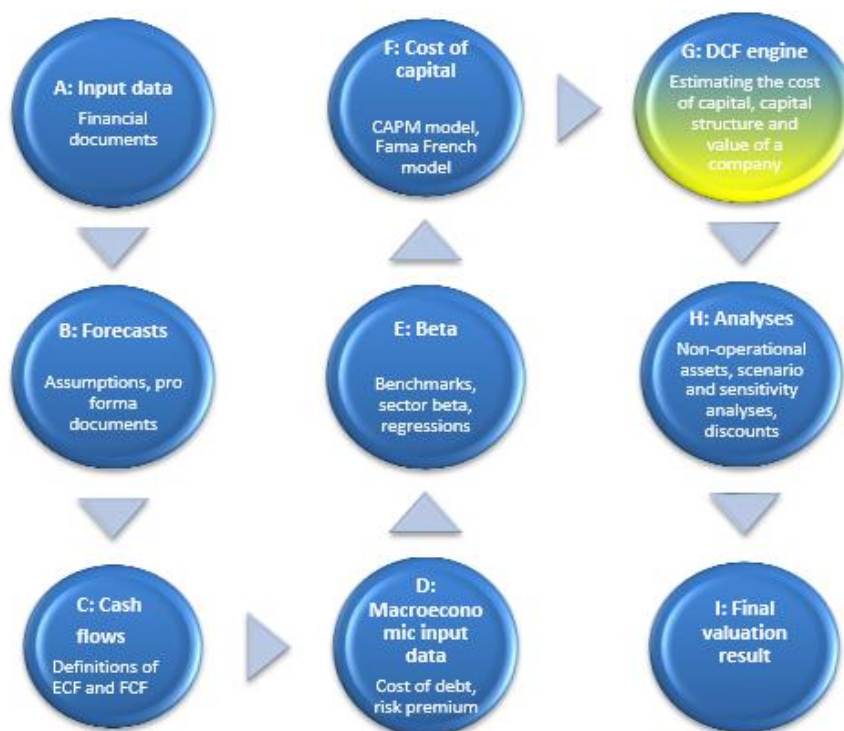 A: Input data
Financial
documents
B: Forecasts
Assumptions, pro
forma
documents
C: Cash
flows
Definitions of
ECF and FCF
D:
Macroecono
mic input
data
Cost of debt,
risk premium
E: Beta
Benchmarks,
sector beta,
regressions
F: Cost of
capital
CAPM model,
Fama French
model
G: DCF engine
Estimating the cost
of capital, capital
structure and
value of a
company
H: Analyses
Non-operational
assets, scenario
and sensitivity
analyses,
discounts
I: Final
valuation
result